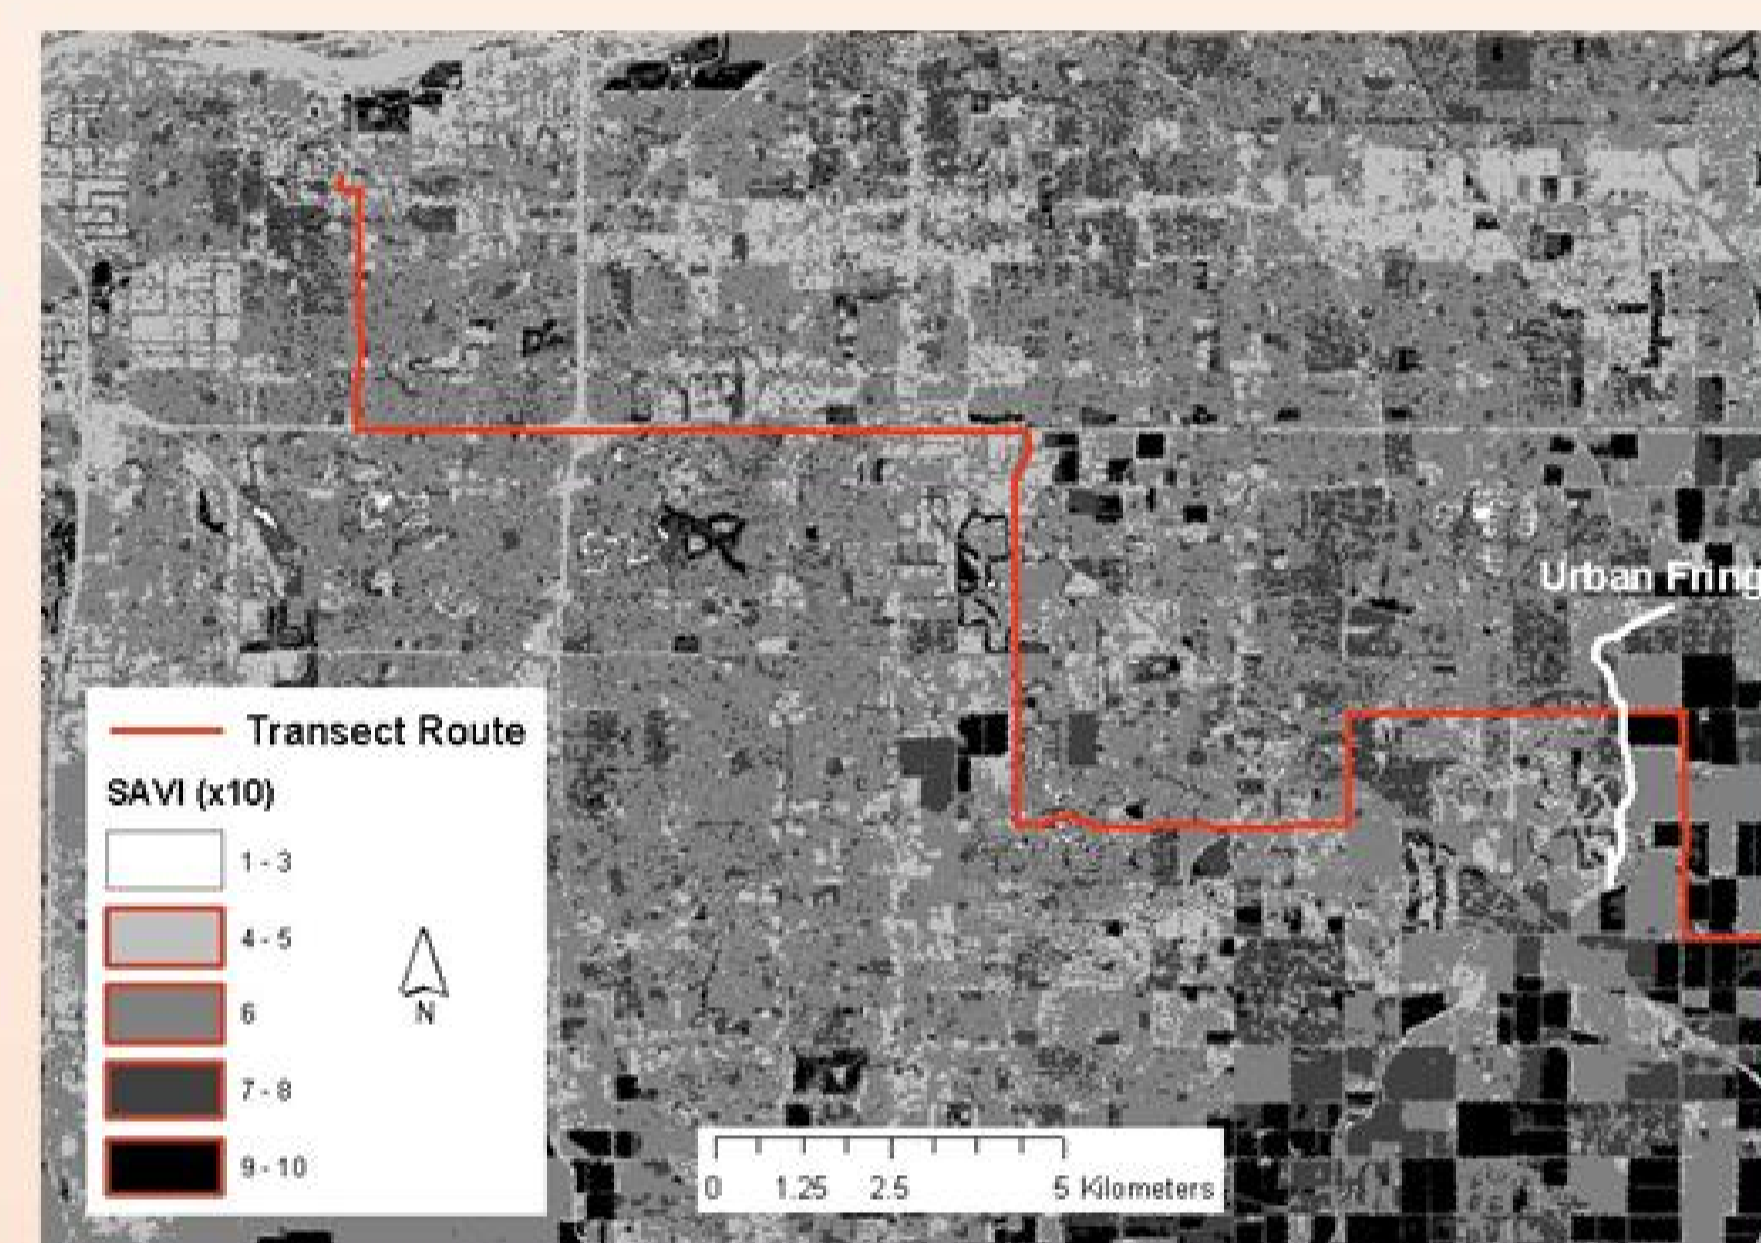 Urban Fring
Transect Route
SAVI (x10)
1 - 3
4 - 5
6
7 - 8
9 - 10
N
0 1.25 2.5 5 Kilometers